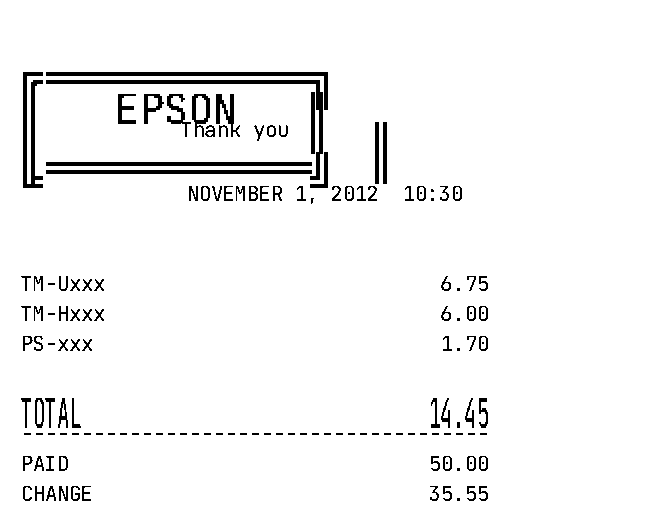 EPSON
Thank you
NOVEMBER 1, 2012 10:30
TM-Uxxx 6.75
TM-Hxxx 6.00
PS-xxx 1.70
TOTAL 14.45
PAID 50.00
CHANGE 35.55